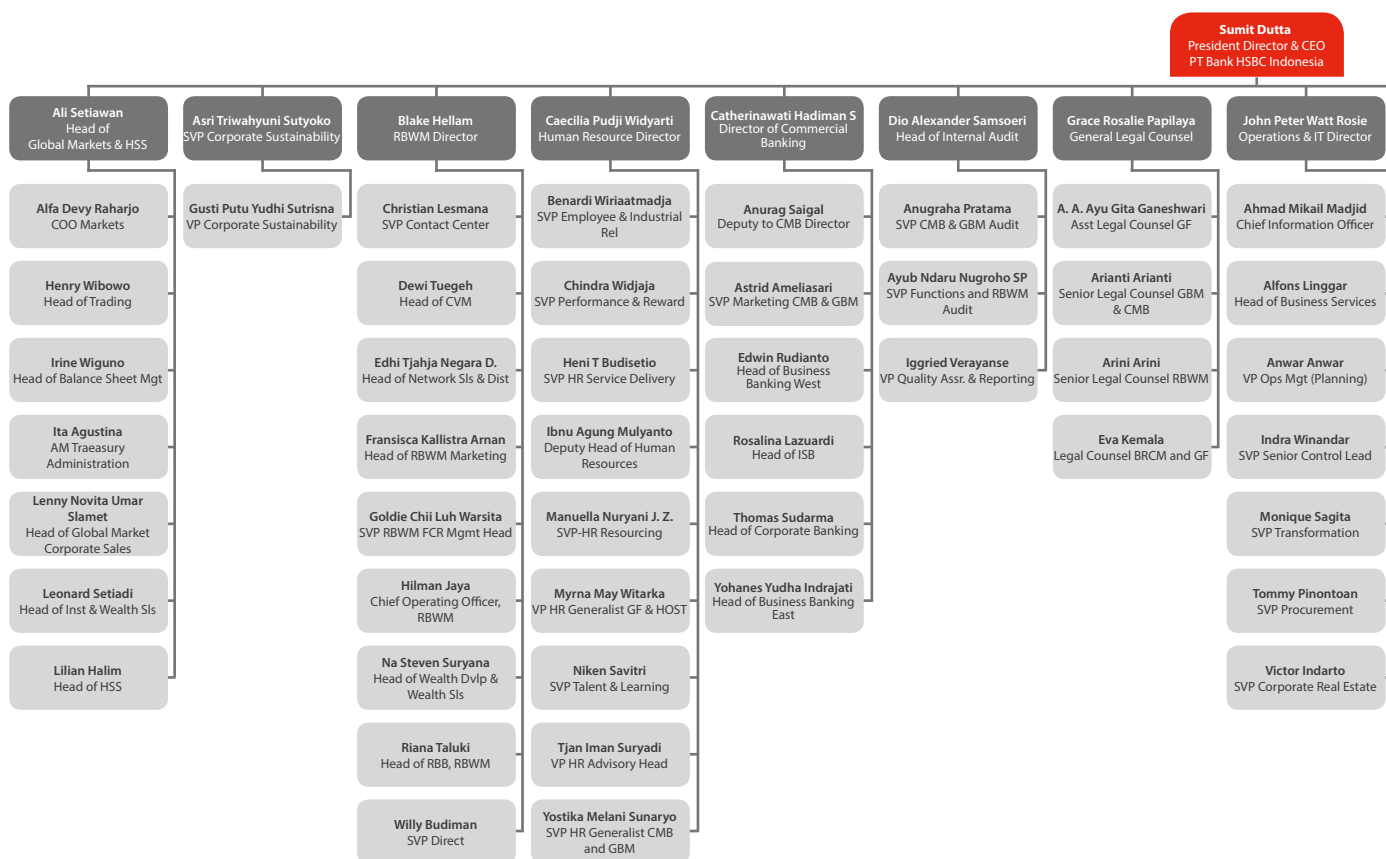 Sumit Dutta
President Director & CEO
PT Bank HSBC Indonesia
Ali Setiawan
Head of
Global Markets & HSS
Alfa Devy Raharjo
COO Markets
Henry Wibowo
Head of Trading
Irine Wiguno
Head of Balance Sheet Mgt
Ita Agustina
AM Traeasury
Administration
Lenny Novita Umar
Slamet
Head of Global Market
Corporate Sales
Leonard Setiadi
Head of Inst & Wealth Sls
Lilian Halim
Head of HSS
Asri Triwahyuni Sutyoko
SVP Corporate Sustainability
Gusti Putu Yudhi Sutrisna
VP Corporate Sustainability
Blake Hellam
RBWM Director
Christian Lesmana
SVP Contact Center
Dewi Tuegeh
Head of CVM
Edhi Tjahja Negara D.
Head of Network Sls & Dist
Fransisca Kallistra Arnan
Head of RBWM Marketing
Goldie Chii Luh Warsita
SVP RBWM FCR Mgmt Head
Hilman Jaya
Chief Operating Officer,
RBWM
Na Steven Suryana
Head of Wealth Dvlp &
Wealth Sls
Riana Taluki
Head of RBB, RBWM
Willy Budiman
SVP Direct
Caecilia Pudji Widyarti
Human Resource Director
Benardi Wiriaatmadja
SVP Employee & Industrial
Rel
Chindra Widjaja
SVP Performance & Reward
Heni T Budisetio
SVP HR Service Delivery
Ibnu Agung Mulyanto
Deputy Head of Human
Resources
Manuella Nuryani J. Z.
SVP-HR Resourcing
Myrna May Witarka
VP HR Generalist GF & HOST
Niken Savitri
SVP Talent & Learning
Tjan Iman Suryadi
VP HR Advisory Head
Yostika Melani Sunaryo
SVP HR Generalist CMB
and GBM
Catherinawati Hadiman S
Director of Commercial
Banking
Anurag Saigal
Deputy to CMB Director
Astrid Ameliasari
SVP Marketing CMB & GBM
Edwin Rudianto
Head of Business
Banking West
Rosalina Lazuardi
Head of ISB
Thomas Sudarma
Head of Corporate Banking
Yohanes Yudha Indrajati
Head of Business Banking
East
Dio Alexander Samsoeri
Head of Internal Audit
Anugraha Pratama
SVP CMB & GBM Audit
Ayub Ndaru Nugroho SP
SVP Functions and RBWM
Audit
Iggried Verayanse
VP Quality Assr. & Reporting
Grace Rosalie Papilaya
General Legal Counsel
A. A. Ayu Gita Ganeshwari
Asst Legal Counsel GF
Arianti Arianti
Senior Legal Counsel GBM
& CMB
Arini Arini
Senior Legal Counsel RBWM
Eva Kemala
Legal Counsel BRCM and GF
John Peter Watt Rosie
Operations & IT Director
Ahmad Mikail Madjid
Chief Information Officer
Alfons Linggar
Head of Business Services
Anwar Anwar
VP Ops Mgt (Planning)
Indra Winandar
SVP Senior Control Lead
Monique Sagita
SVP Transformation
Tommy Pinontoan
SVP Procurement
Victor Indarto
SVP Corporate Real Estate